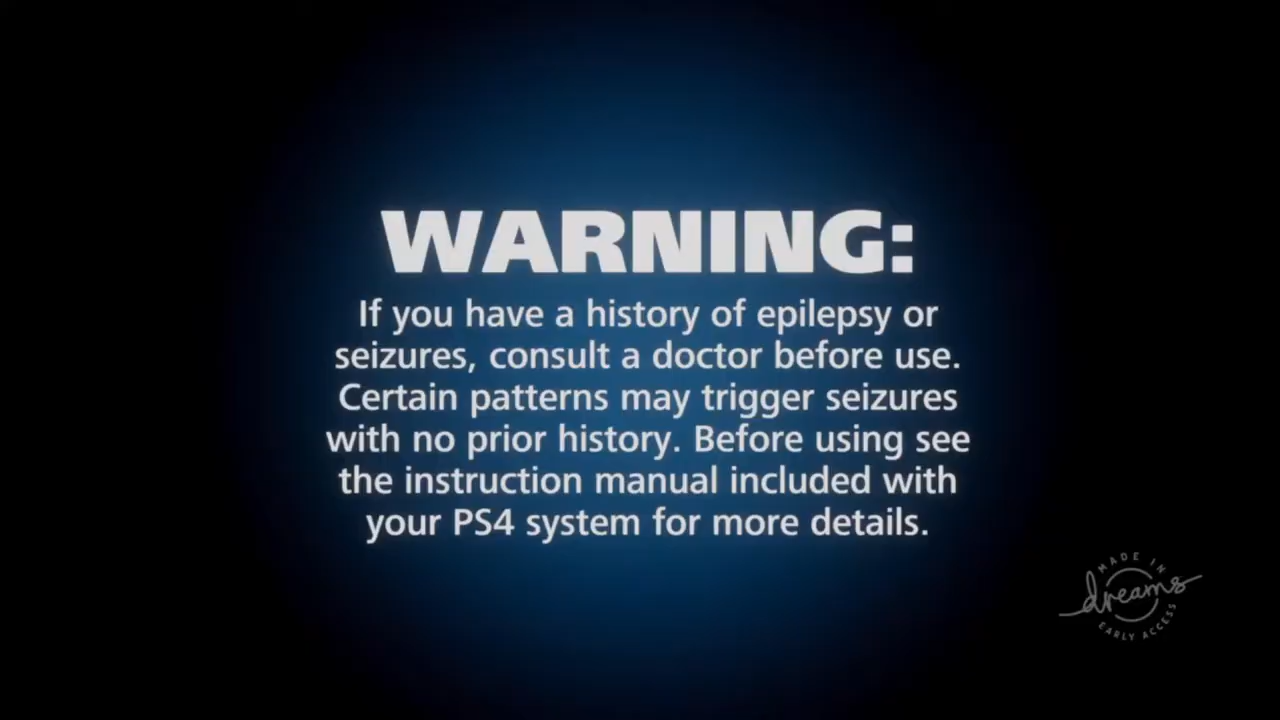 WARNING:
If you have a history of epilepsy or
seizures, consult a doctor before use.
Certain patterns may trigger seizures
with no prior history. Before using see
the instruction manual included with
your PS4 system for more details.
MADE IN
dreams
EARLY ACCESS